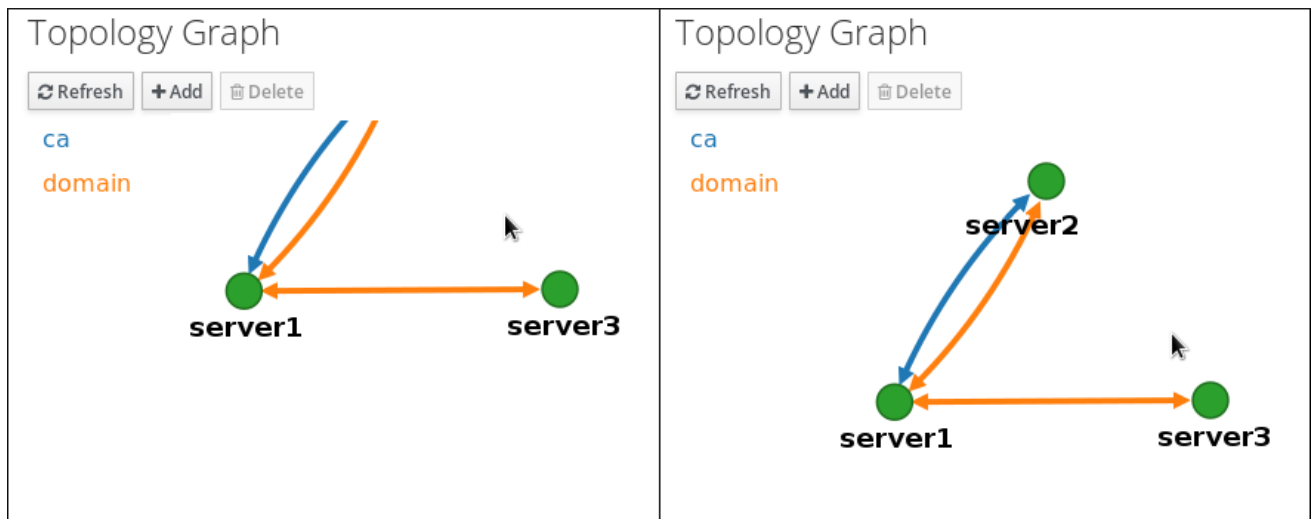 Topology Graph
Refresh Add Delete
ca
domain
server1
server3
Topology Graph
Refresh Add Delete
ca
domain
server2
server1
server3